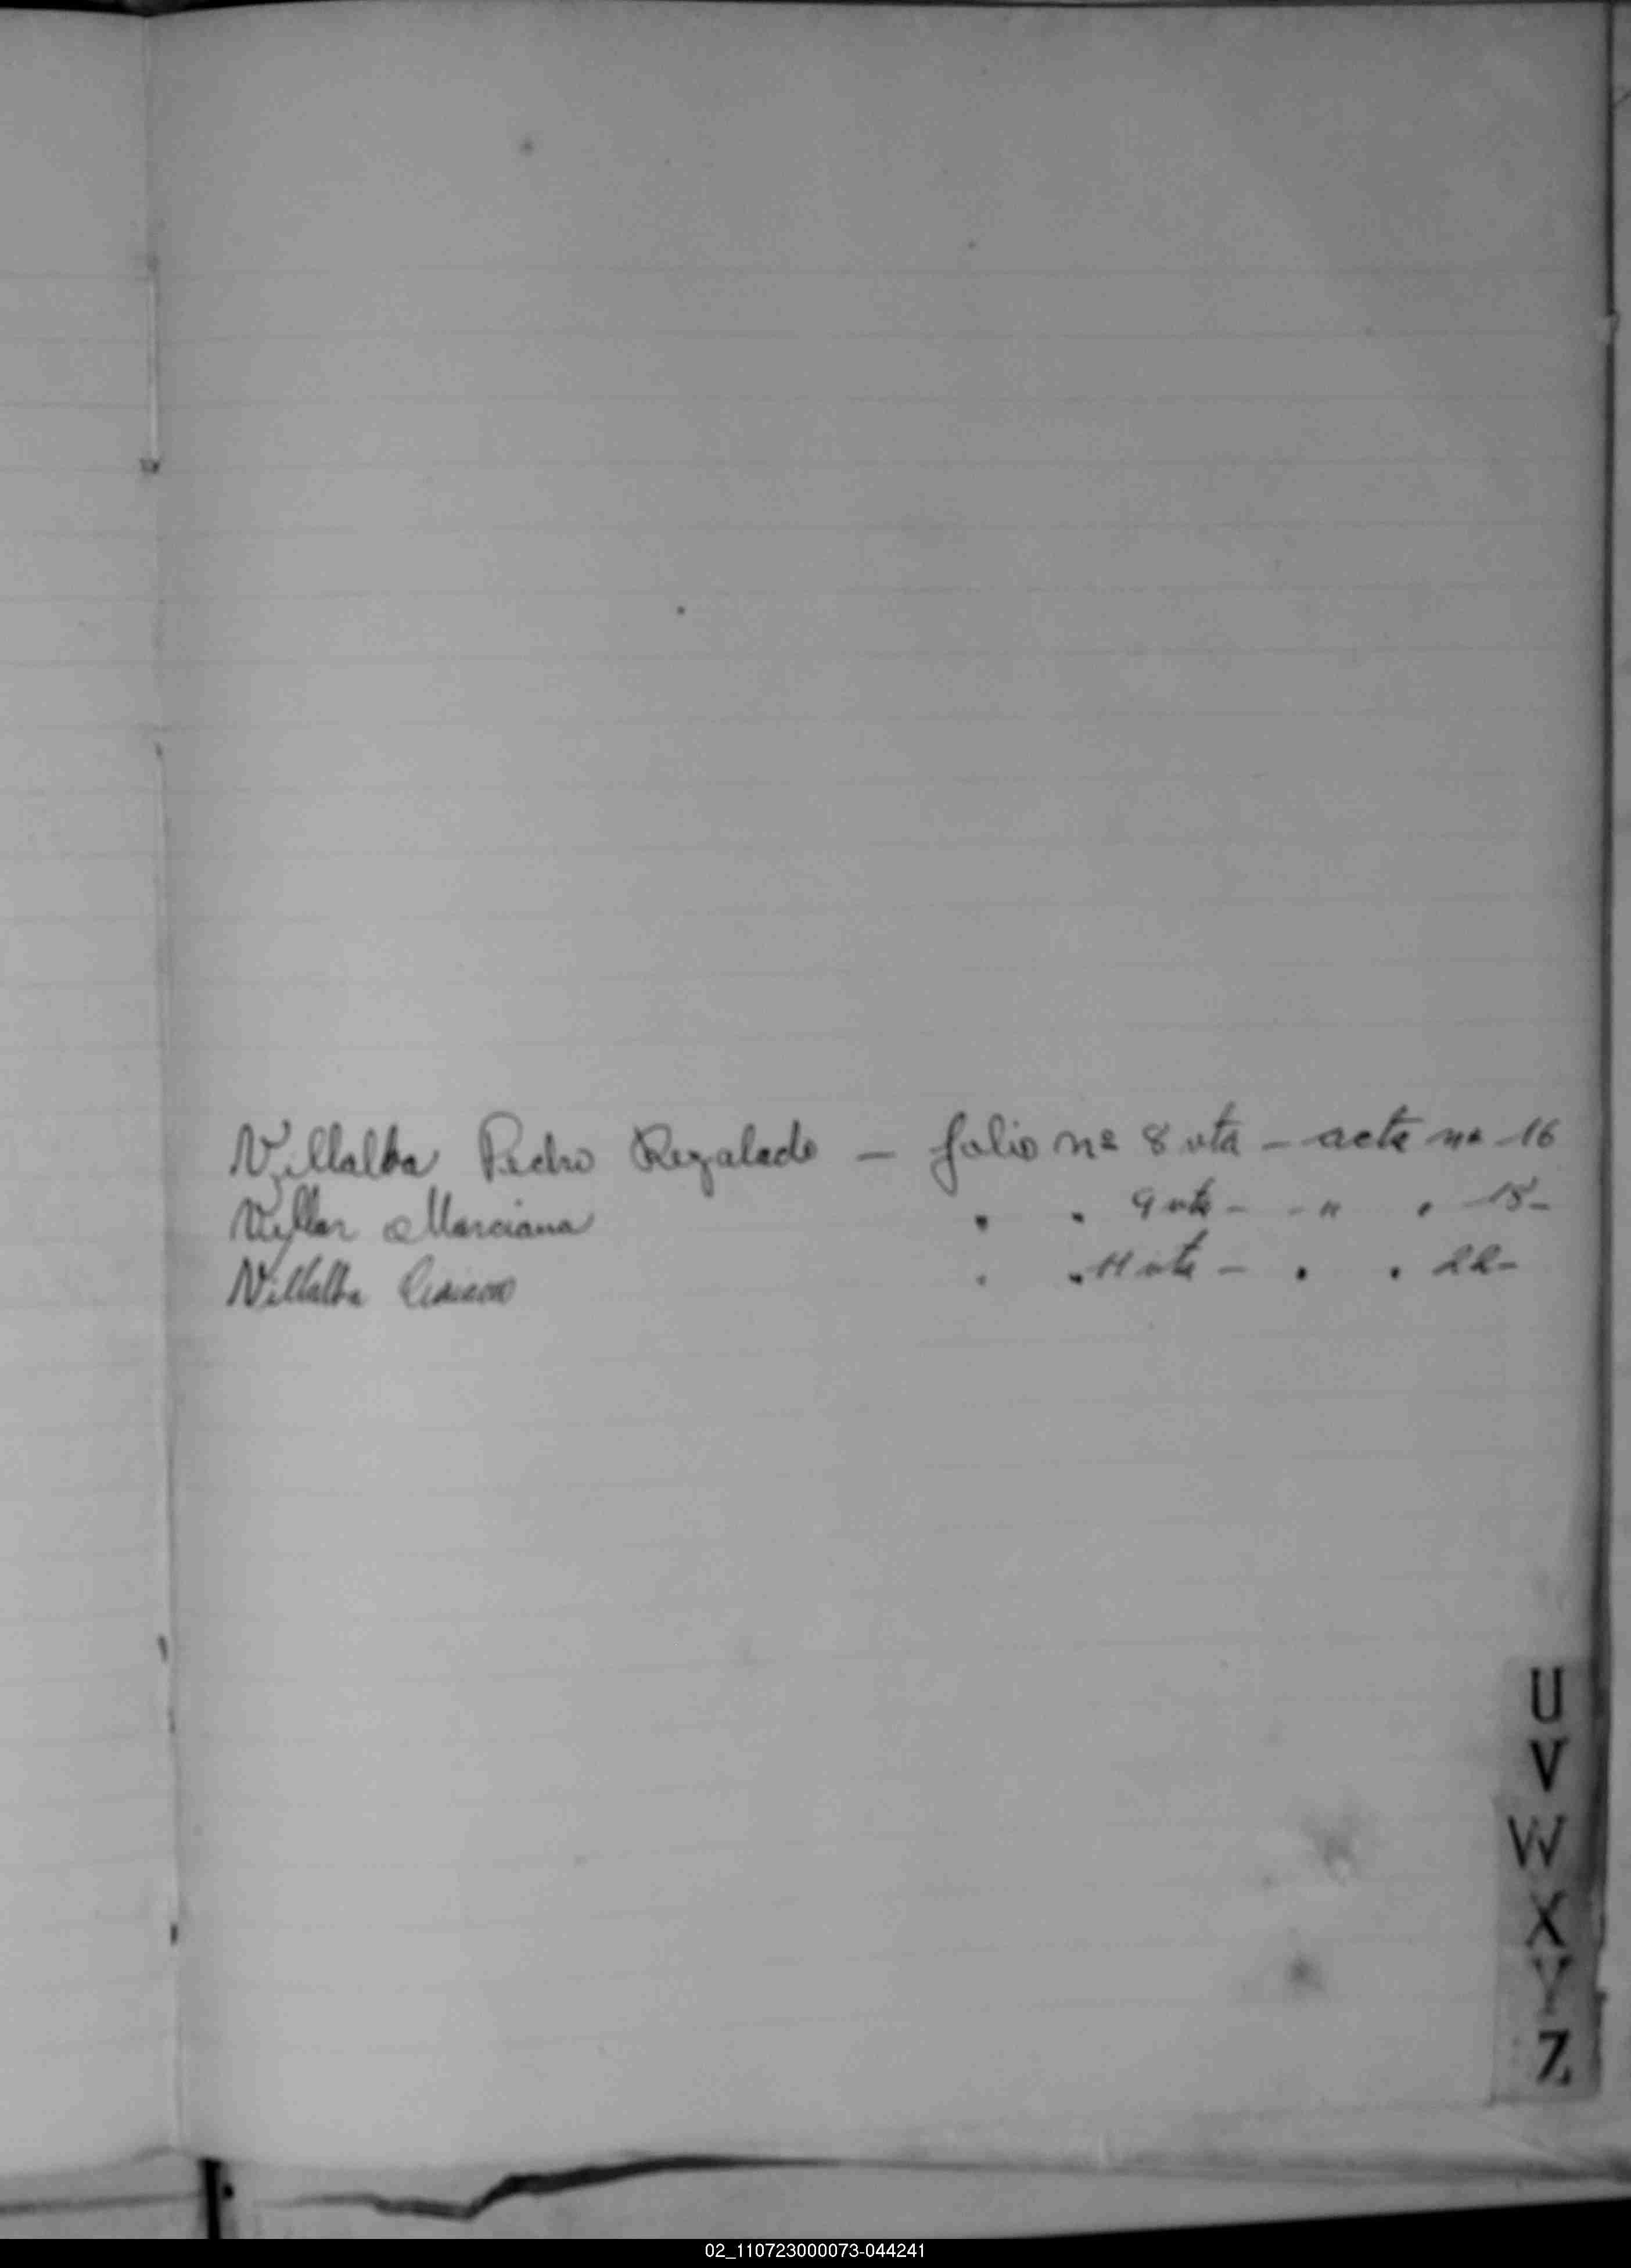 Villalba Pedro Regalado — folio nº 8 vta — acta nº 16
Villar Marciana " " 9 vta - - " " 18 -
Villalba " " 11 vta - " " 22 -
U
V
W
X
Y
Z
02_110723000073-044241